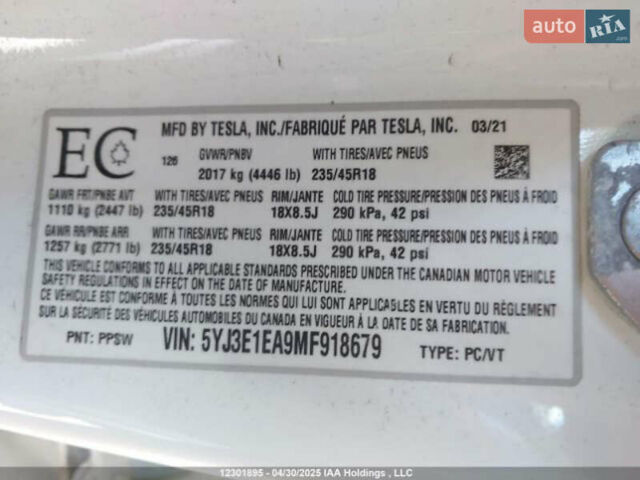 auto RIA .com
MFD BY TESLA, INC./FABRIQUÉ PAR TESLA, INC. 03/21
EC
126
GVWR/PNBV WITH TIRES/AVEC PNEUS
2017 kg (4446 lb) 235/45R18
GAWR FRT/PNBE AVT WITH TIRES/AVEC PNEUS RIM/JANTE COLD TIRE PRESSURE/PRESSION DES PNEUS À FROID
1110 kg (2447 lb) 235/45R18 18X8.5J 290 kPa, 42 psi
GAWR RR/PNBE ARR WITH TIRES/AVEC PNEUS RIM/JANTE COLD TIRE PRESSURE/PRESSION DES PNEUS À FROID
1257 kg (2771 lb) 235/45R18 18X8.5J 290 kPa, 42 psi
THIS VEHICLE CONFORMS TO ALL APPLICABLE STANDARDS PRESCRIBED UNDER THE CANADIAN MOTOR VEHICLE
SAFETY REGULATIONS IN EFFECT ON THE DATE OF MANUFACTURE.
CE VÉHICULE EST CONFORME À TOUTES LES NORMES QUI LUI SONT APPLICABLES EN VERTU DU RÈGLEMENT
SUR LA SÉCURITÉ DES VÉHICULES AUTOMOBILES DU CANADA EN VIGUEUR À LA DATE DE SA FABRICATION.
PNT: PPSW VIN: 5YJ3E1EA9MF918679 TYPE: PC/VT
12301895 - 04/30/2025 IAA Holdings , LLC